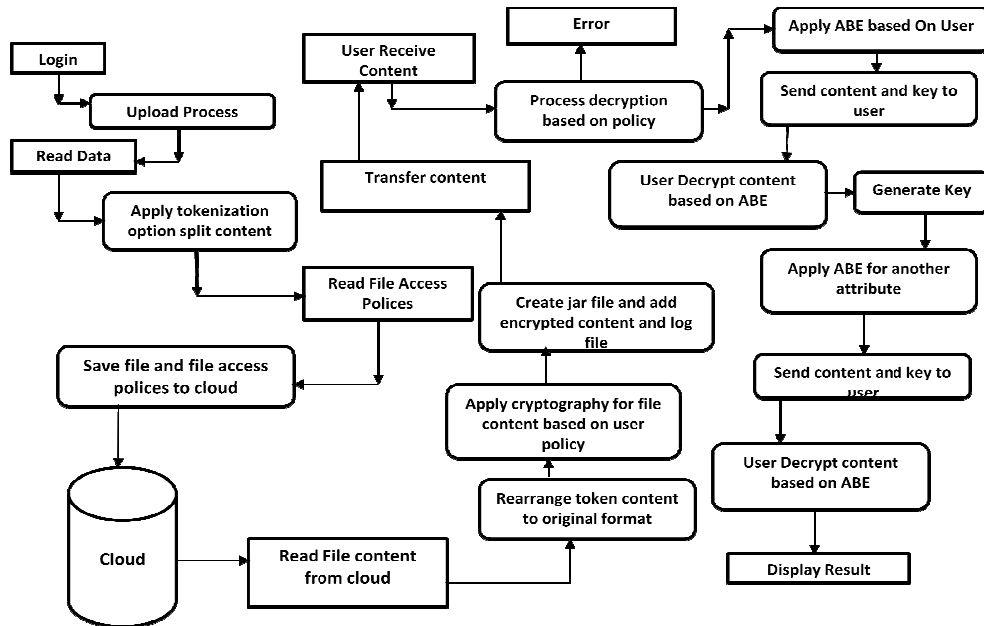 Login
Upload Process
Read Data
Apply tokenization
option split content
Read File Access
Polices
Save file and file access
polices to cloud
Cloud
Read File content
from cloud
Rearrange token content
to original format
Apply cryptography for file
content based on user
policy
Create jar file and add
encrypted content and log
file
Transfer content
User Receive
Content
Process decryption
based on policy
Error
Apply ABE based On User
Send content and key to
user
User Decrypt content
based on ABE
Generate Key
Apply ABE for another
attribute
Send content and key to
user
User Decrypt content
based on ABE
Display Result